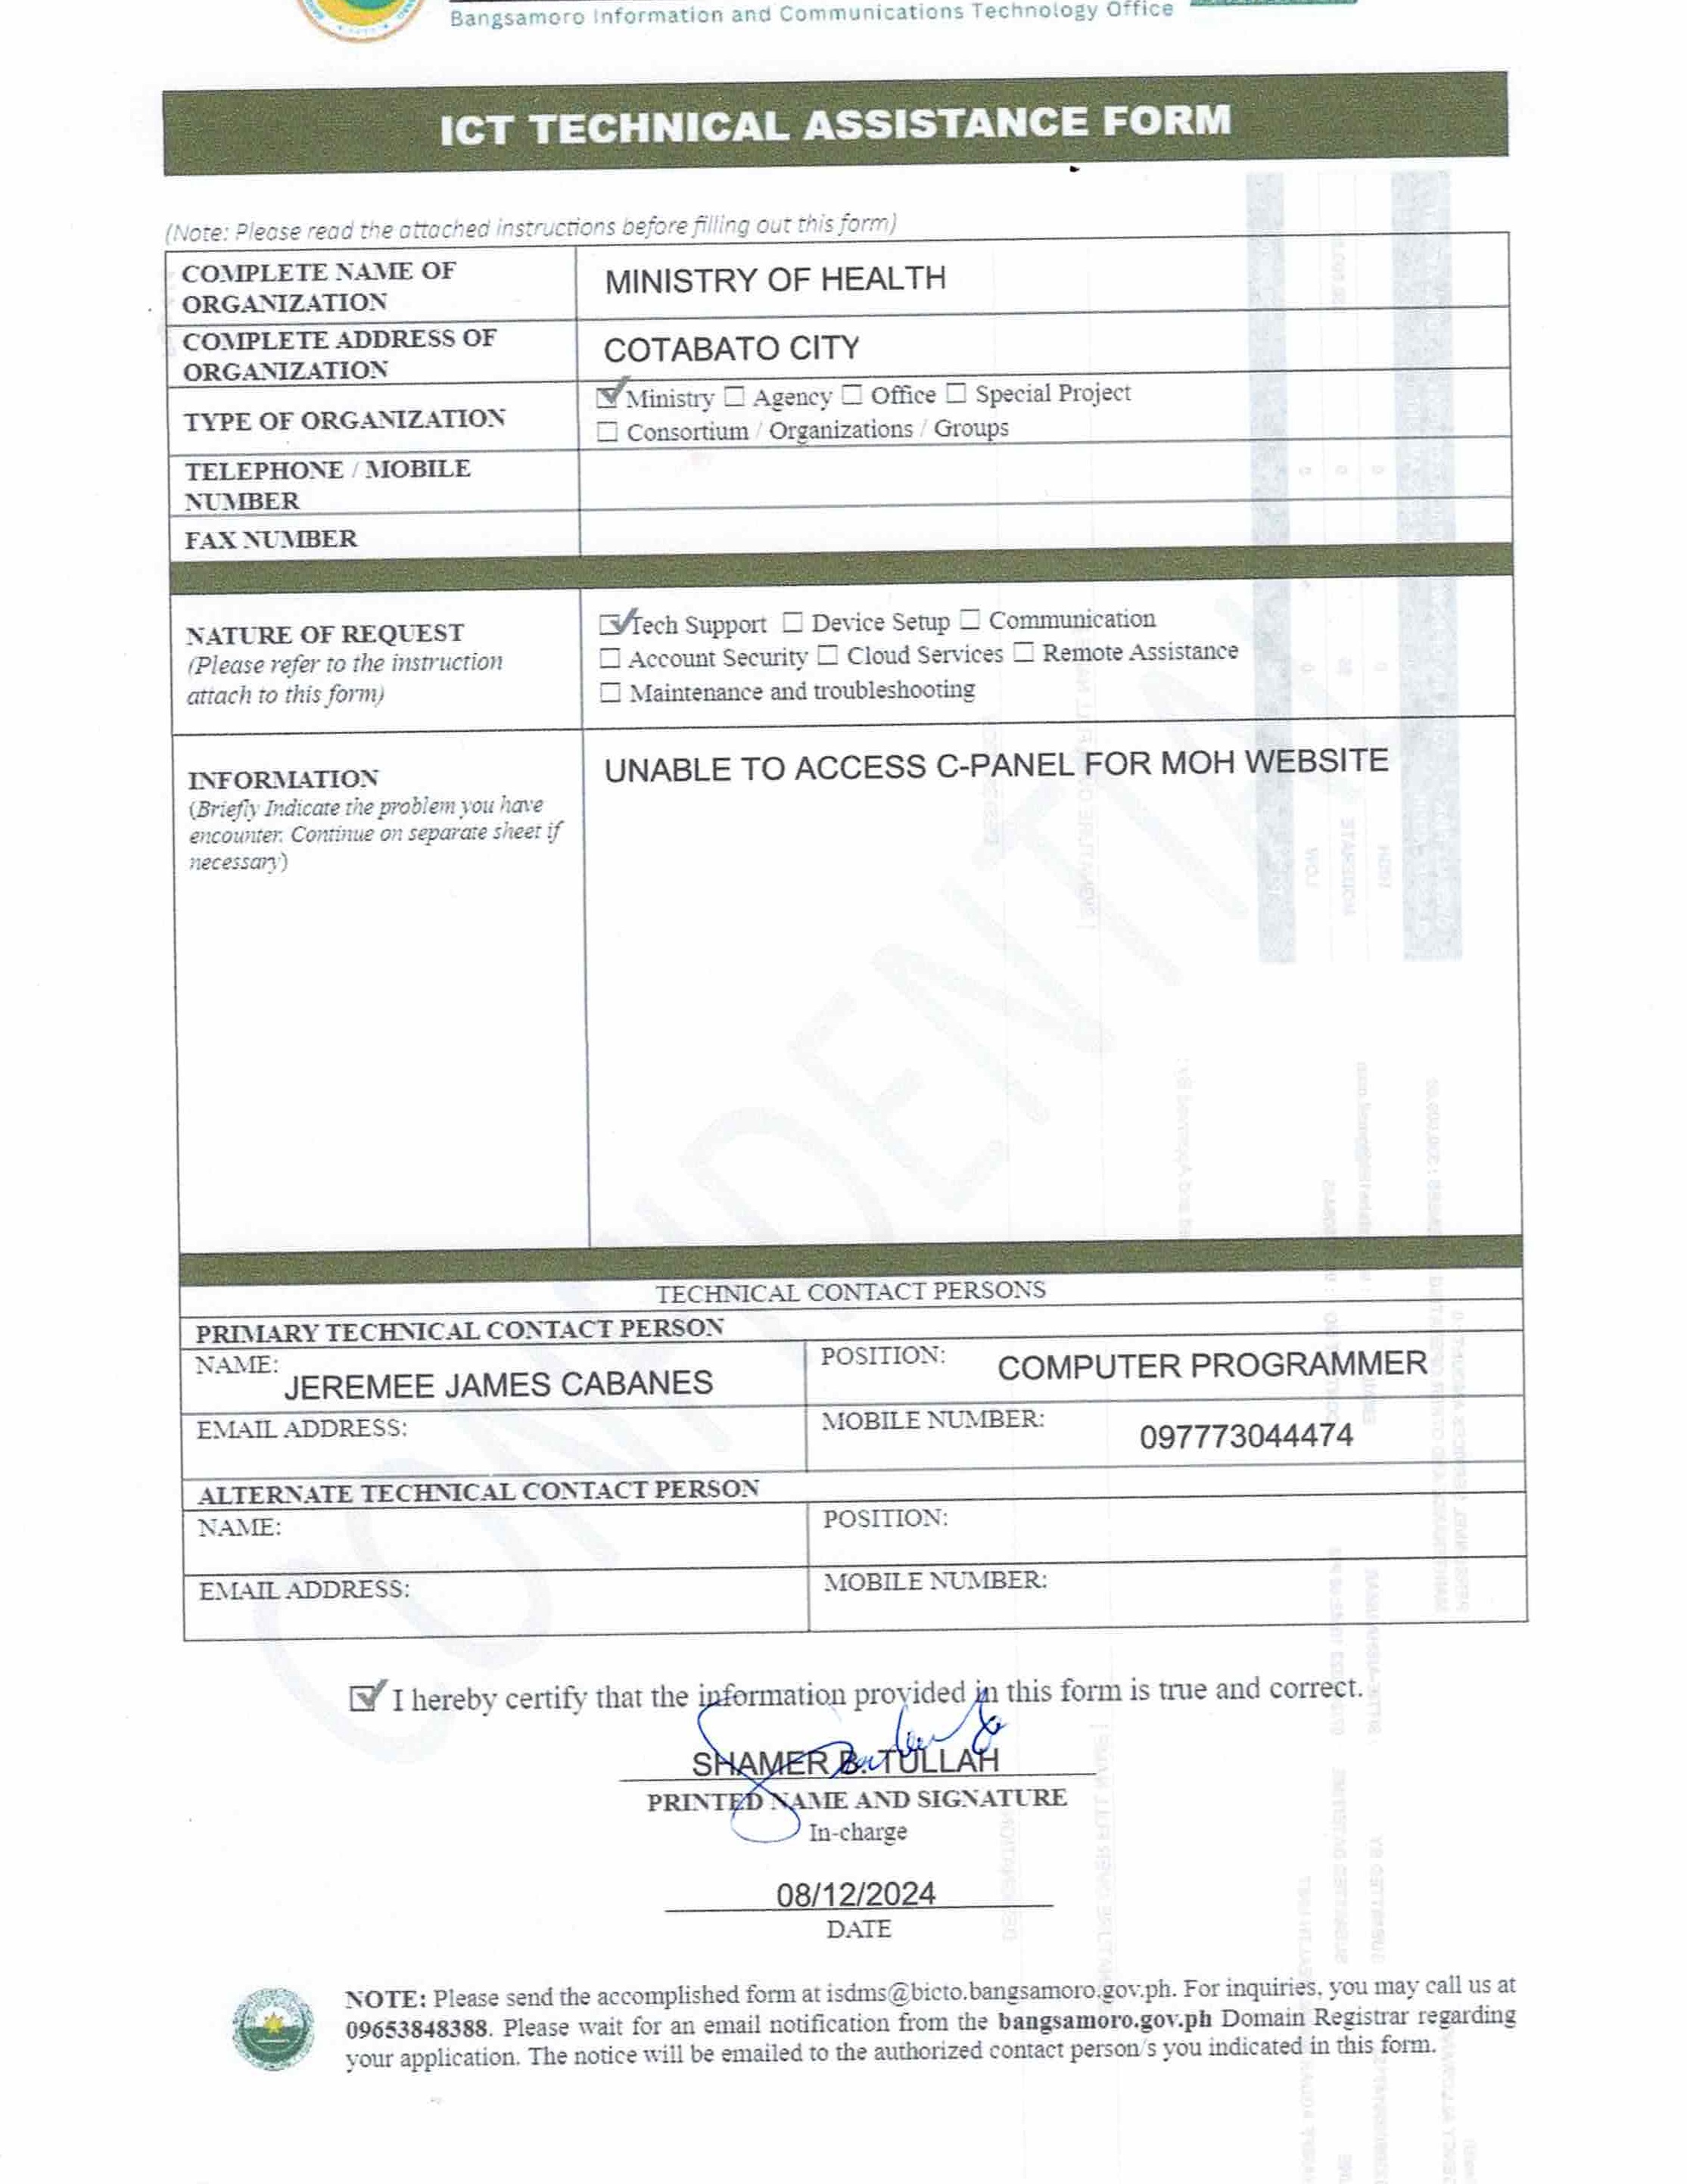 Bangsamoro Information and Communications Technology Office
ICT TECHNICAL ASSISTANCE FORM
(Note: Please read the attached instructions before filling out this form)
COMPLETE NAME OF ORGANIZATION
MINISTRY OF HEALTH
COMPLETE ADDRESS OF ORGANIZATION
COTABATO CITY
TYPE OF ORGANIZATION
☑ Ministry ☐ Agency ☐ Office ☐ Special Project
☐ Consortium / Organizations / Groups
TELEPHONE / MOBILE NUMBER
FAX NUMBER
NATURE OF REQUEST
(Please refer to the instruction
attach to this form)
☑ Tech Support ☐ Device Setup ☐ Communication
☐ Account Security ☐ Cloud Services ☐ Remote Assistance
☐ Maintenance and troubleshooting
INFORMATION
(Briefly Indicate the problem you have
encounter. Continue on separate sheet if
necessary)
UNABLE TO ACCESS C-PANEL FOR MOH WEBSITE
TECHNICAL CONTACT PERSONS
PRIMARY TECHNICAL CONTACT PERSON
NAME: JEREMEE JAMES CABANES
POSITION: COMPUTER PROGRAMMER
EMAIL ADDRESS:
MOBILE NUMBER: 097773044474
ALTERNATE TECHNICAL CONTACT PERSON
NAME:
POSITION:
EMAIL ADDRESS:
MOBILE NUMBER:
☑ I hereby certify that the information provided in this form is true and correct.
SHAMER B. TULLAH
PRINTED NAME AND SIGNATURE
In-charge
08/12/2024
DATE
NOTE: Please send the accomplished form at isdms@bicto.bangsamoro.gov.ph. For inquiries, you may call us at
09653848388. Please wait for an email notification from the bangsamoro.gov.ph Domain Registrar regarding
your application. The notice will be emailed to the authorized contact person's you indicated in this form.
CONFIDENTIAL